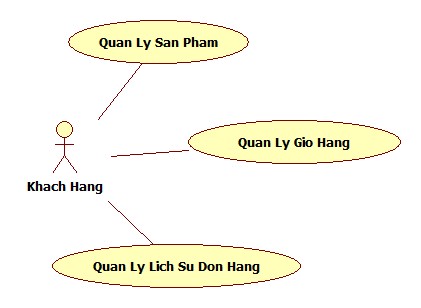 Quan Ly San Pham
Quan Ly Gio Hang
Khach Hang
Quan Ly Lich Su Don Hang